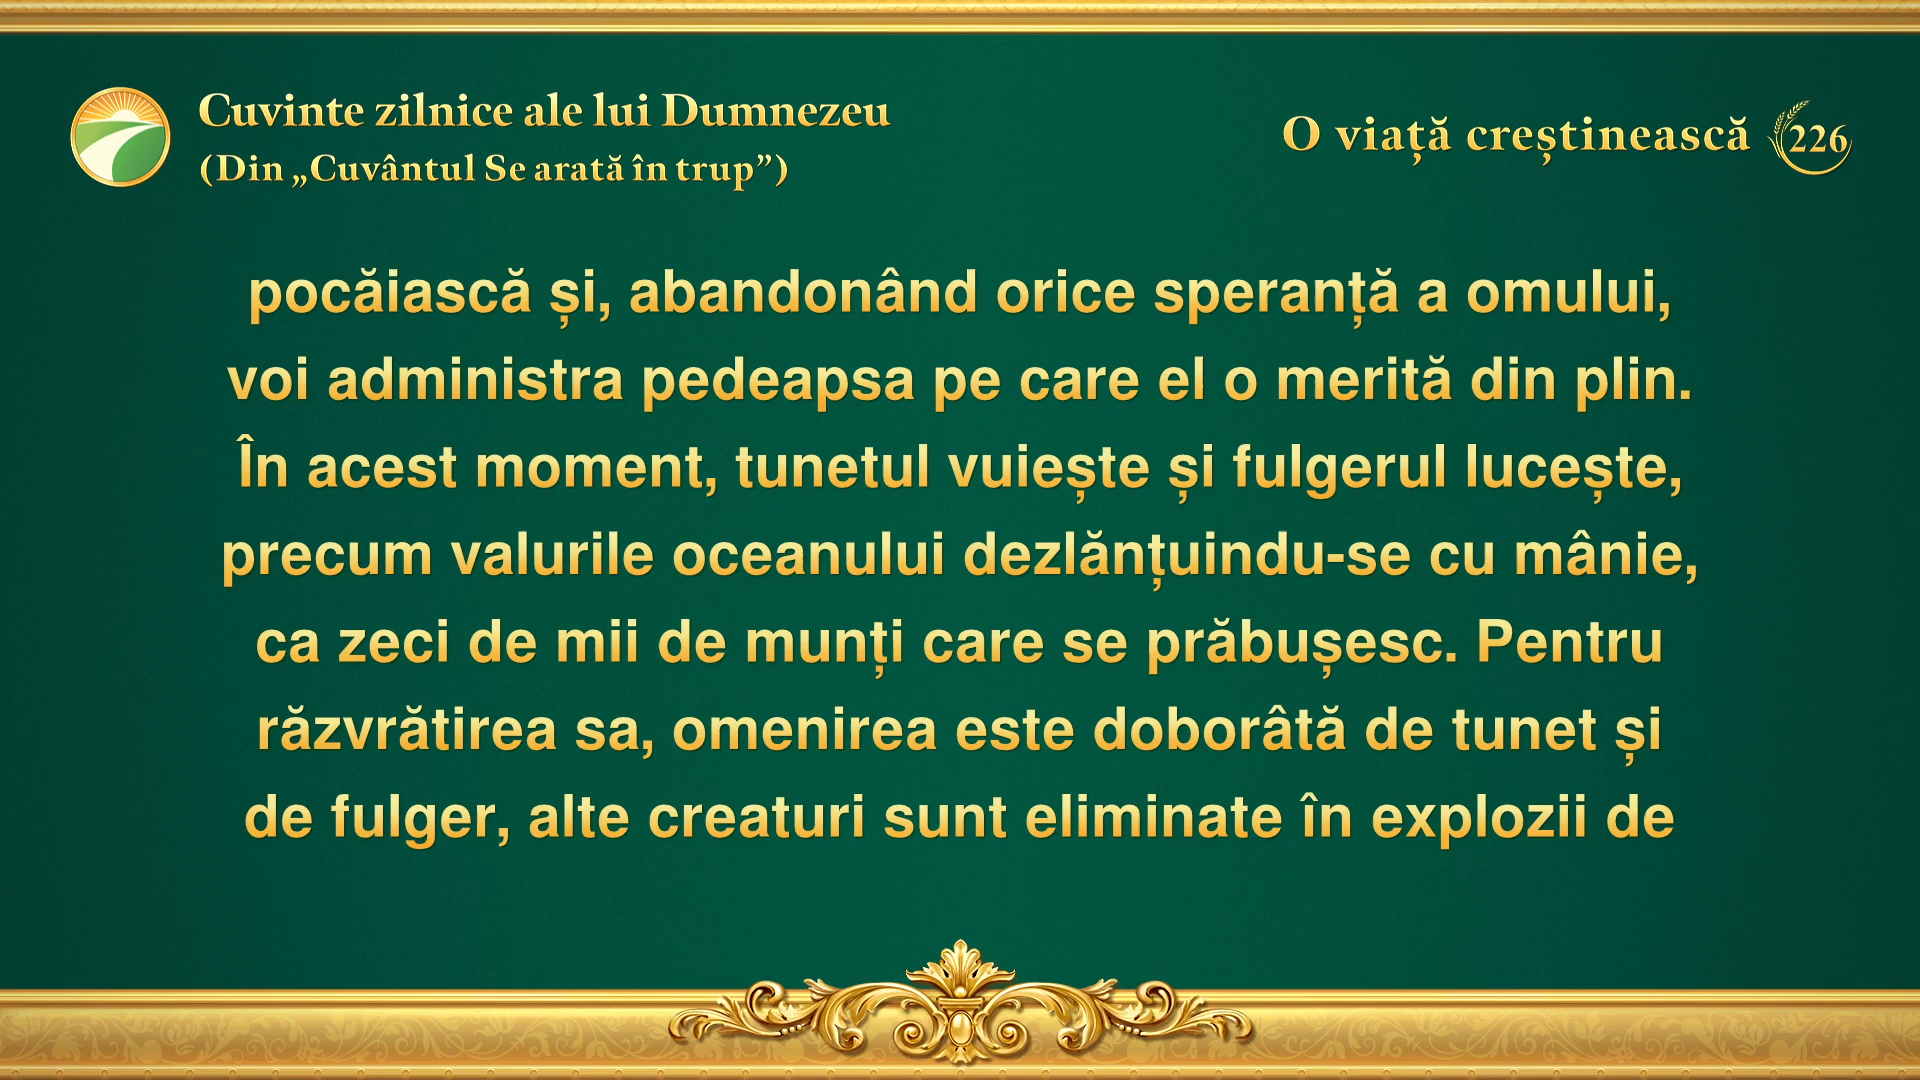 Cuvinte zilnice ale lui Dumnezeu
(Din „Cuvântul Se arată în trup”)
O viață creștinească 226
pocăiască și, abandonând orice speranță a omului,
voi administra pedeapsa pe care el o merită din plin.
În acest moment, tunetul vuiește și fulgerul lucește,
precum valurile oceanului dezlănțuindu-se cu mânie,
ca zeci de mii de munți care se prăbușesc. Pentru
răzvrătirea sa, omenirea este doborâtă de tunet și
de fulger, alte creaturi sunt eliminate în explozii de